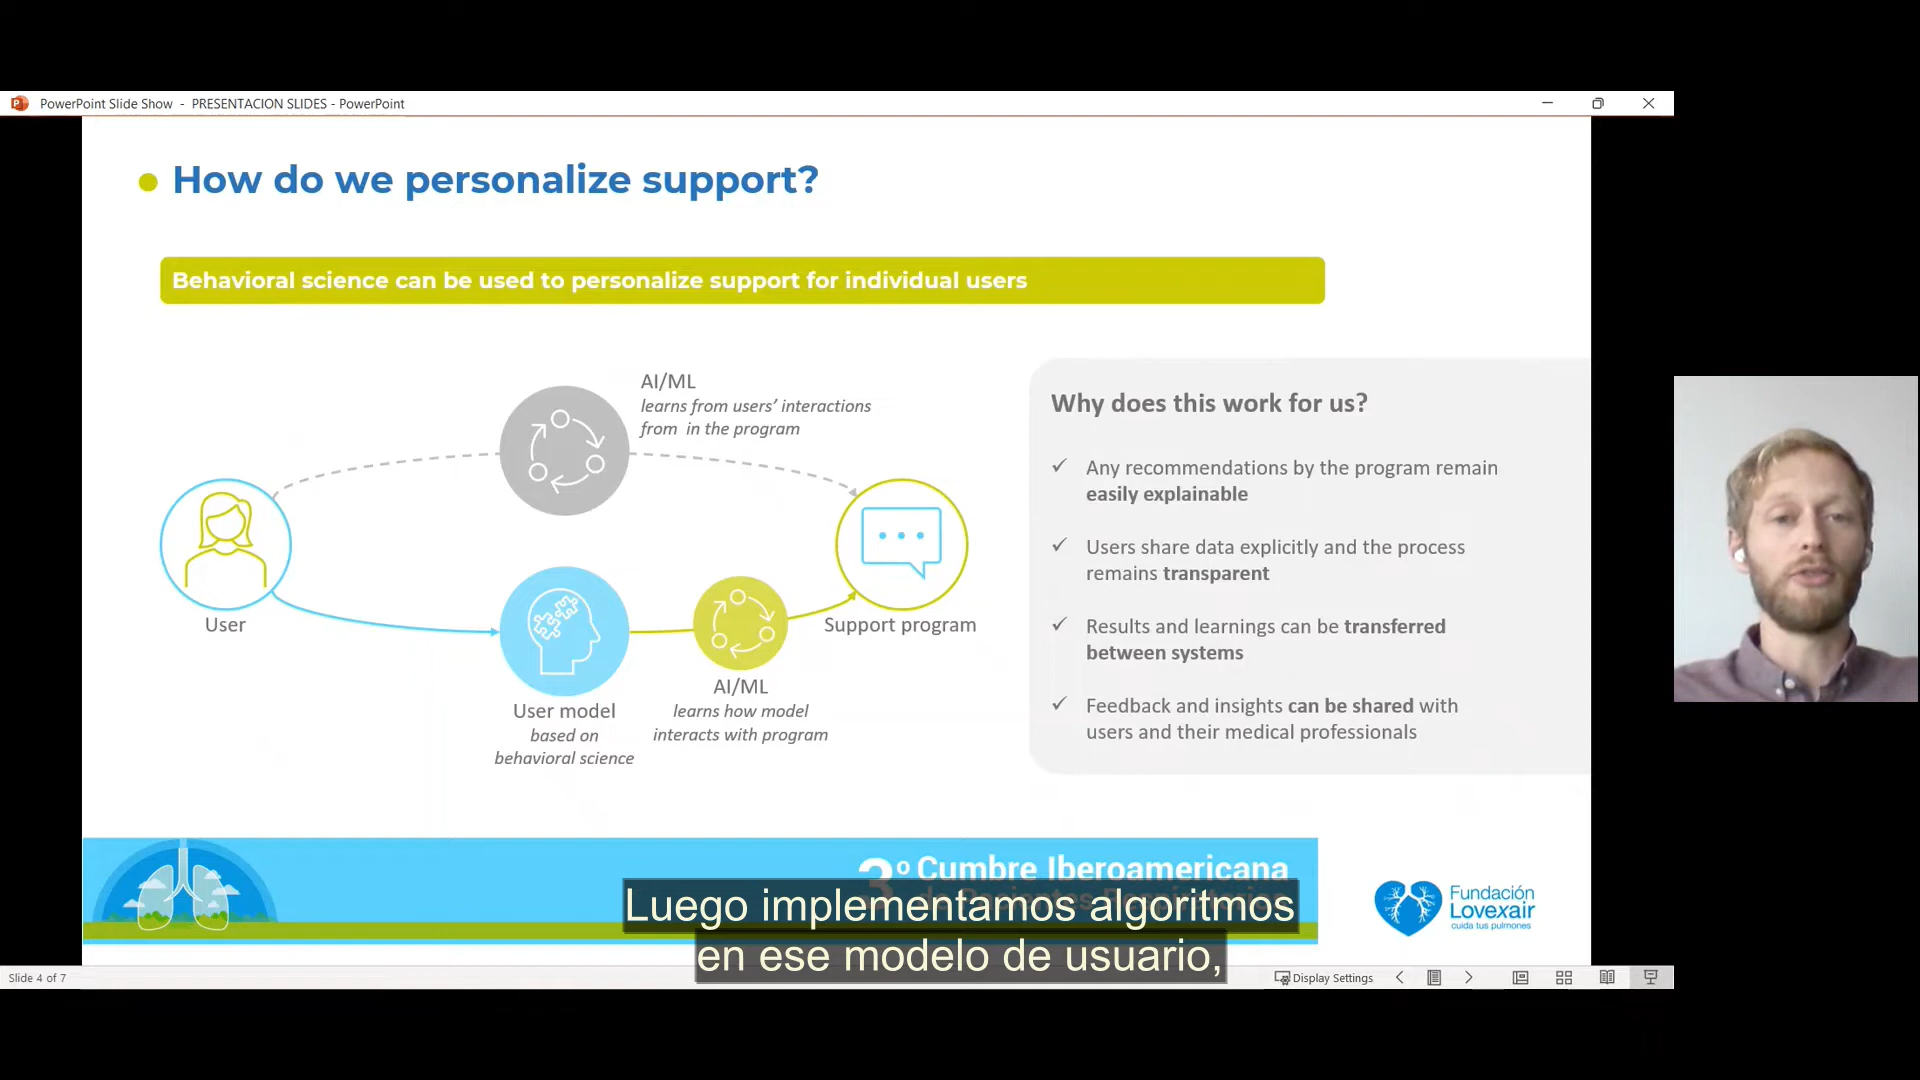 PowerPoint Slide Show - PRESENTACION SLIDES - PowerPoint
How do we personalize support?
Behavioral science can be used to personalize support for individual users
AI/ML
learns from users' interactions
from in the program
User
Support program
User model
based on
behavioral science
AI/ML
learns how model
interacts with program
Why does this work for us?
✓ Any recommendations by the program remain
easily explainable
✓ Users share data explicitly and the process
remains transparent
✓ Results and learnings can be transferred
between systems
✓ Feedback and insights can be shared with
users and their medical professionals
3º Cumbre Iberoamericana
de Pacientes Respiratorios
Fundación
Lovexair
cuida tus pulmones
Luego implementamos algoritmos
en ese modelo de usuario,
Slide 4 of 7
Display Settings